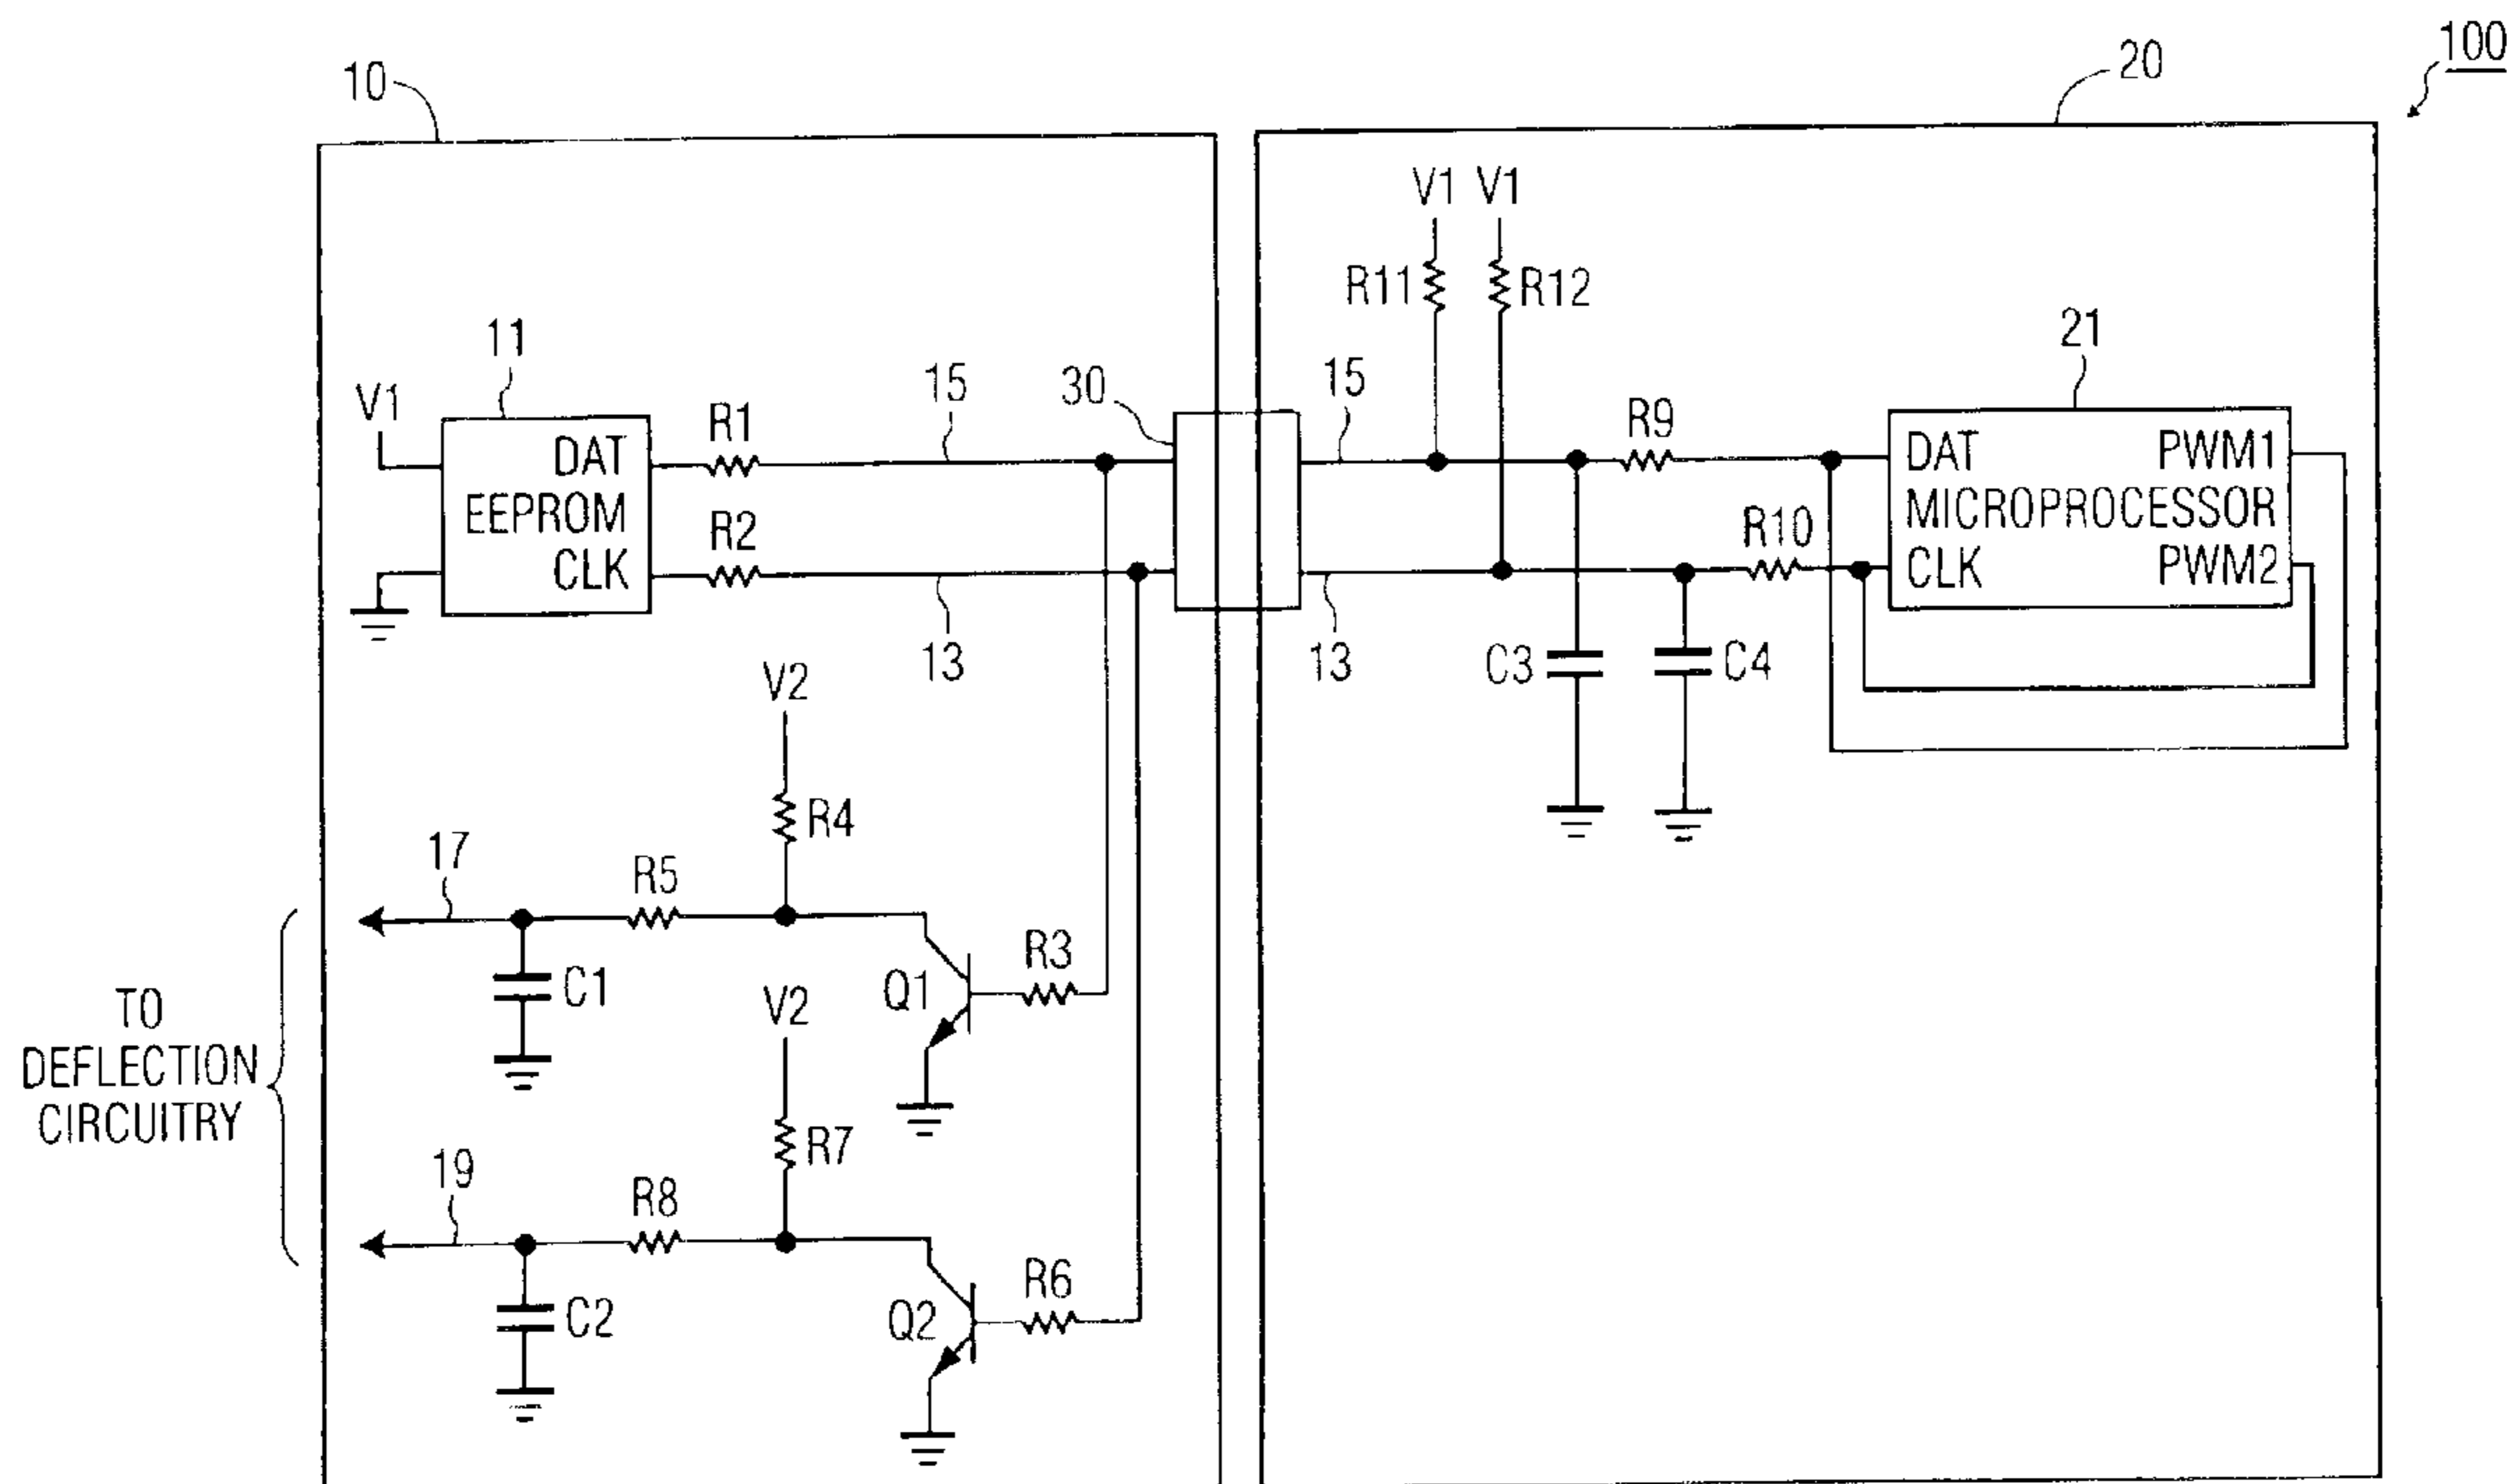 100
10
20
V1 V1
R11
R12
11
21
V1
R1
15
30
15
R9
DAT
EEPROM
CLK
R2
13
13
R10
DAT
PWM1
MICROPROCESSOR
CLK
PWM2
C3
C4
V2
R4
17
R5
R3
Q1
C1
V2
TO
DEFLECTION
CIRCUITRY
R7
19
R8
R6
Q2
C2